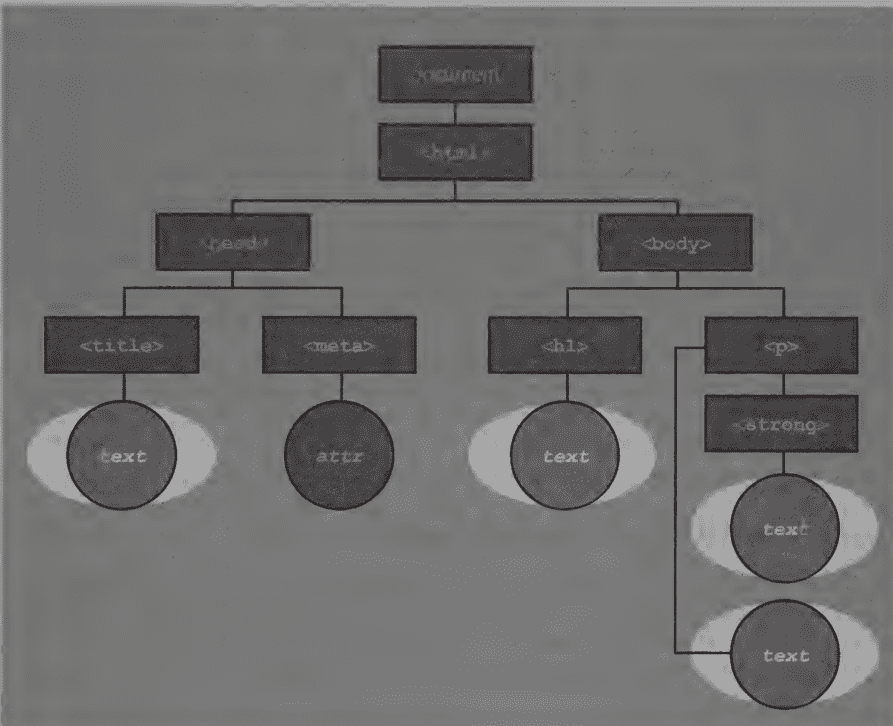 document
<html>
<head>
<body>
<title>
<meta>
<h1>
<p>
<strong>
text
attr
text
text
text